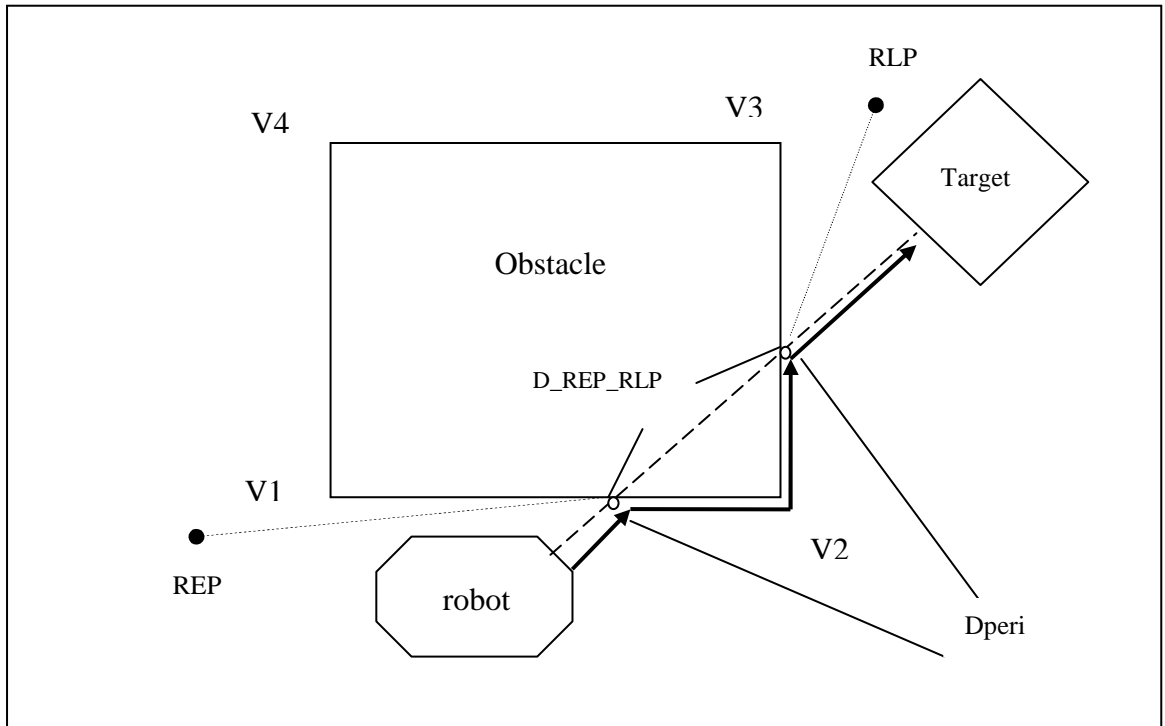 RLP
V3
V4
Target
Obstacle
D_REP_RLP
V1
V2
REP
robot
Dperi